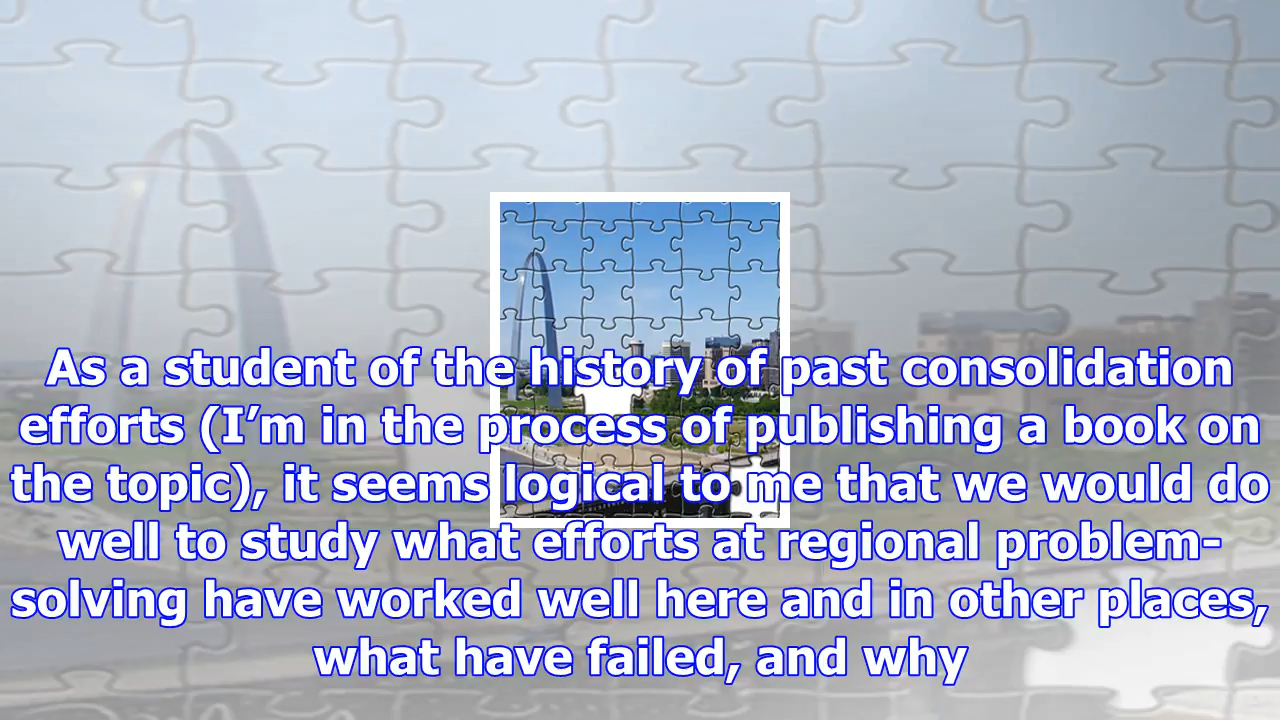 As a student of the history of past consolidation
efforts (I’m in the process of publishing a book on
the topic), it seems logical to me that we would do
well to study what efforts at regional problem-
solving have worked well here and in other places,
what have failed, and why